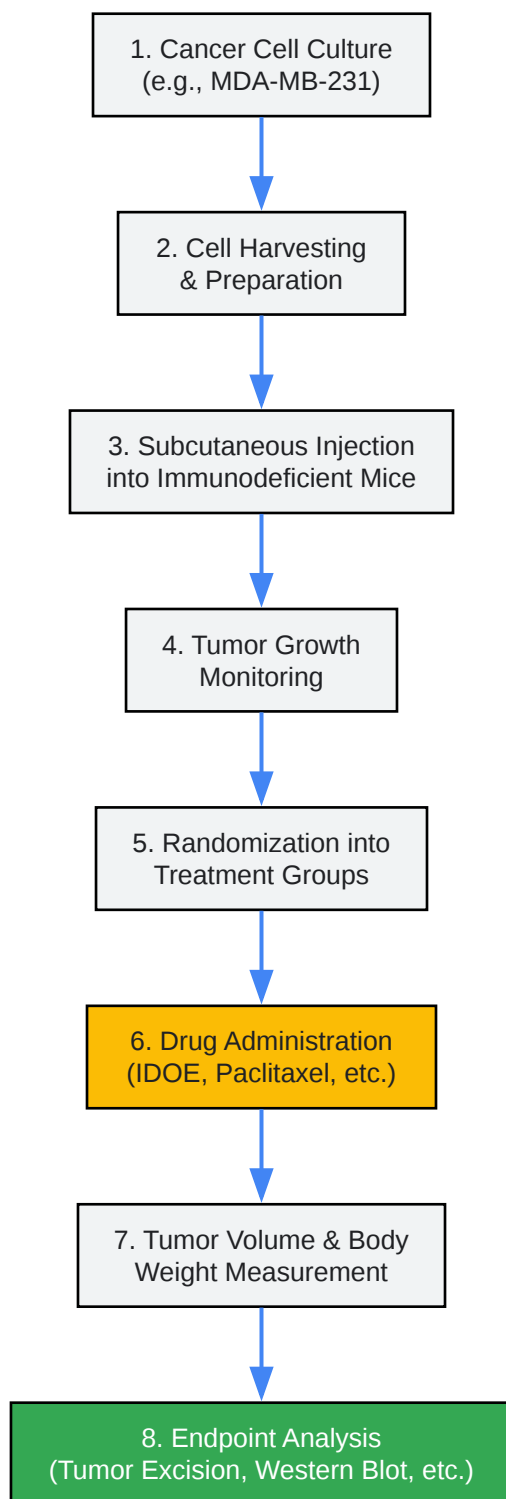 1. Cancer Cell Culture
(e.g., MDA-MB-231)
2. Cell Harvesting
& Preparation
3. Subcutaneous Injection
into Immunodeficient Mice
4. Tumor Growth
Monitoring
5. Randomization into
Treatment Groups
6. Drug Administration
(IDOE, Paclitaxel, etc.)
7. Tumor Volume & Body
Weight Measurement
8. Endpoint Analysis
(Tumor Excision, Western Blot, etc.)